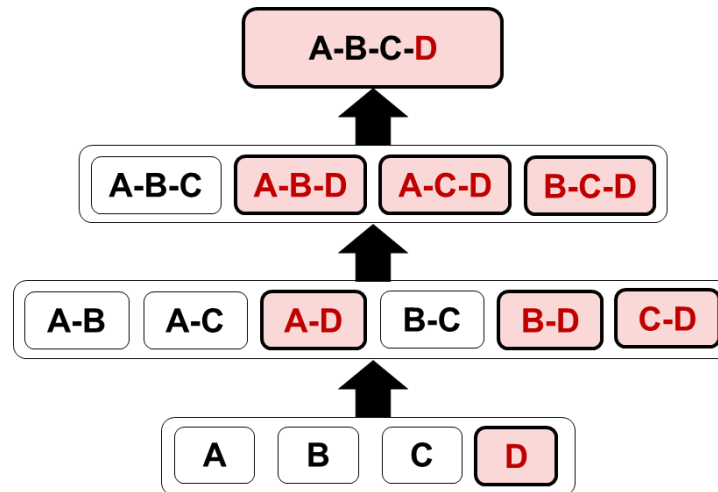 A-B-C-D
A-B-C A-B-D A-C-D B-C-D
A-B A-C A-D B-C B-D C-D
A B C D